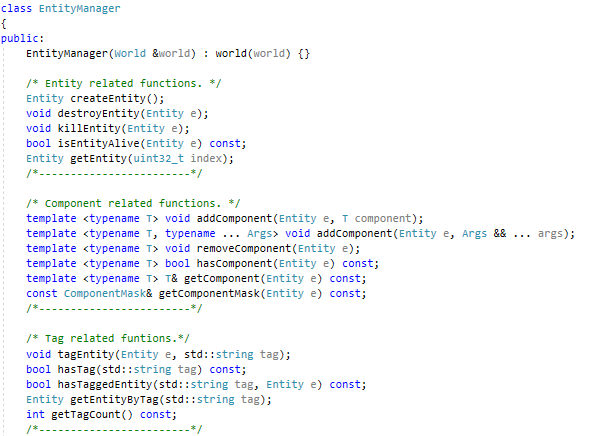 class EntityManager
{
public:
EntityManager(World &world) : world(world) {}
/* Entity related functions. */
Entity createEntity();
void destroyEntity(Entity e);
void killEntity(Entity e);
bool isEntityAlive(Entity e) const;
Entity getEntity(uint32_t index);
/*------------------------*/
/* Component related functions. */
template <typename T> void addComponent(Entity e, T component);
template <typename T, typename ... Args> void addComponent(Entity e, Args && ... args);
template <typename T> void removeComponent(Entity e);
template <typename T> bool hasComponent(Entity e) const;
template <typename T> T& getComponent(Entity e) const;
const ComponentMask& getComponentMask(Entity e) const;
/*------------------------*/
/* Tag related funtions.*/
void tagEntity(Entity e, std::string tag);
bool hasTag(std::string tag) const;
bool hasTaggedEntity(std::string tag, Entity e) const;
Entity getEntityByTag(std::string tag);
int getTagCount() const;
/*------------------------*/